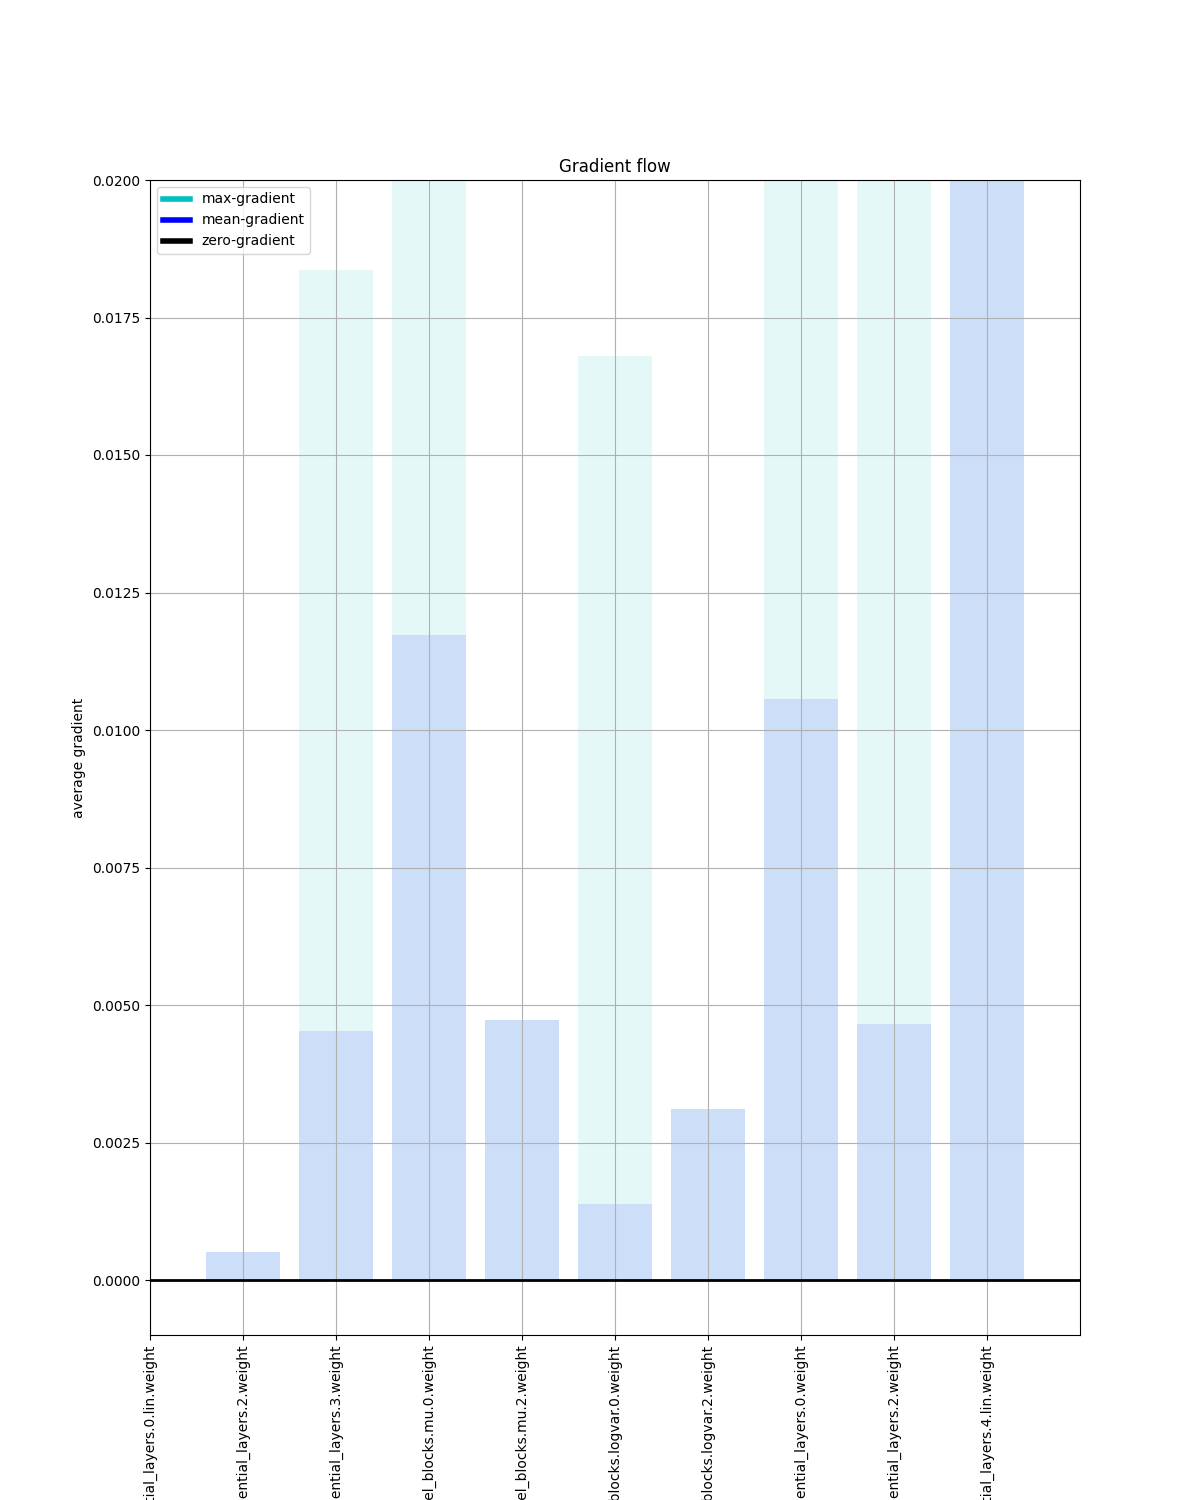 Gradient flow
max-gradient
mean-gradient
zero-gradient
0.0200
0.0175
0.0150
0.0125
0.0100
0.0075
0.0050
0.0025
0.0000
average gradient
tial_layers.0.lin.weight
ential_layers.2.weight
ential_layers.3.weight
el_blocks.mu.0.weight
el_blocks.mu.2.weight
blocks.logvar.0.weight
blocks.logvar.2.weight
ential_layers.0.weight
ential_layers.2.weight
tial_layers.4.lin.weight